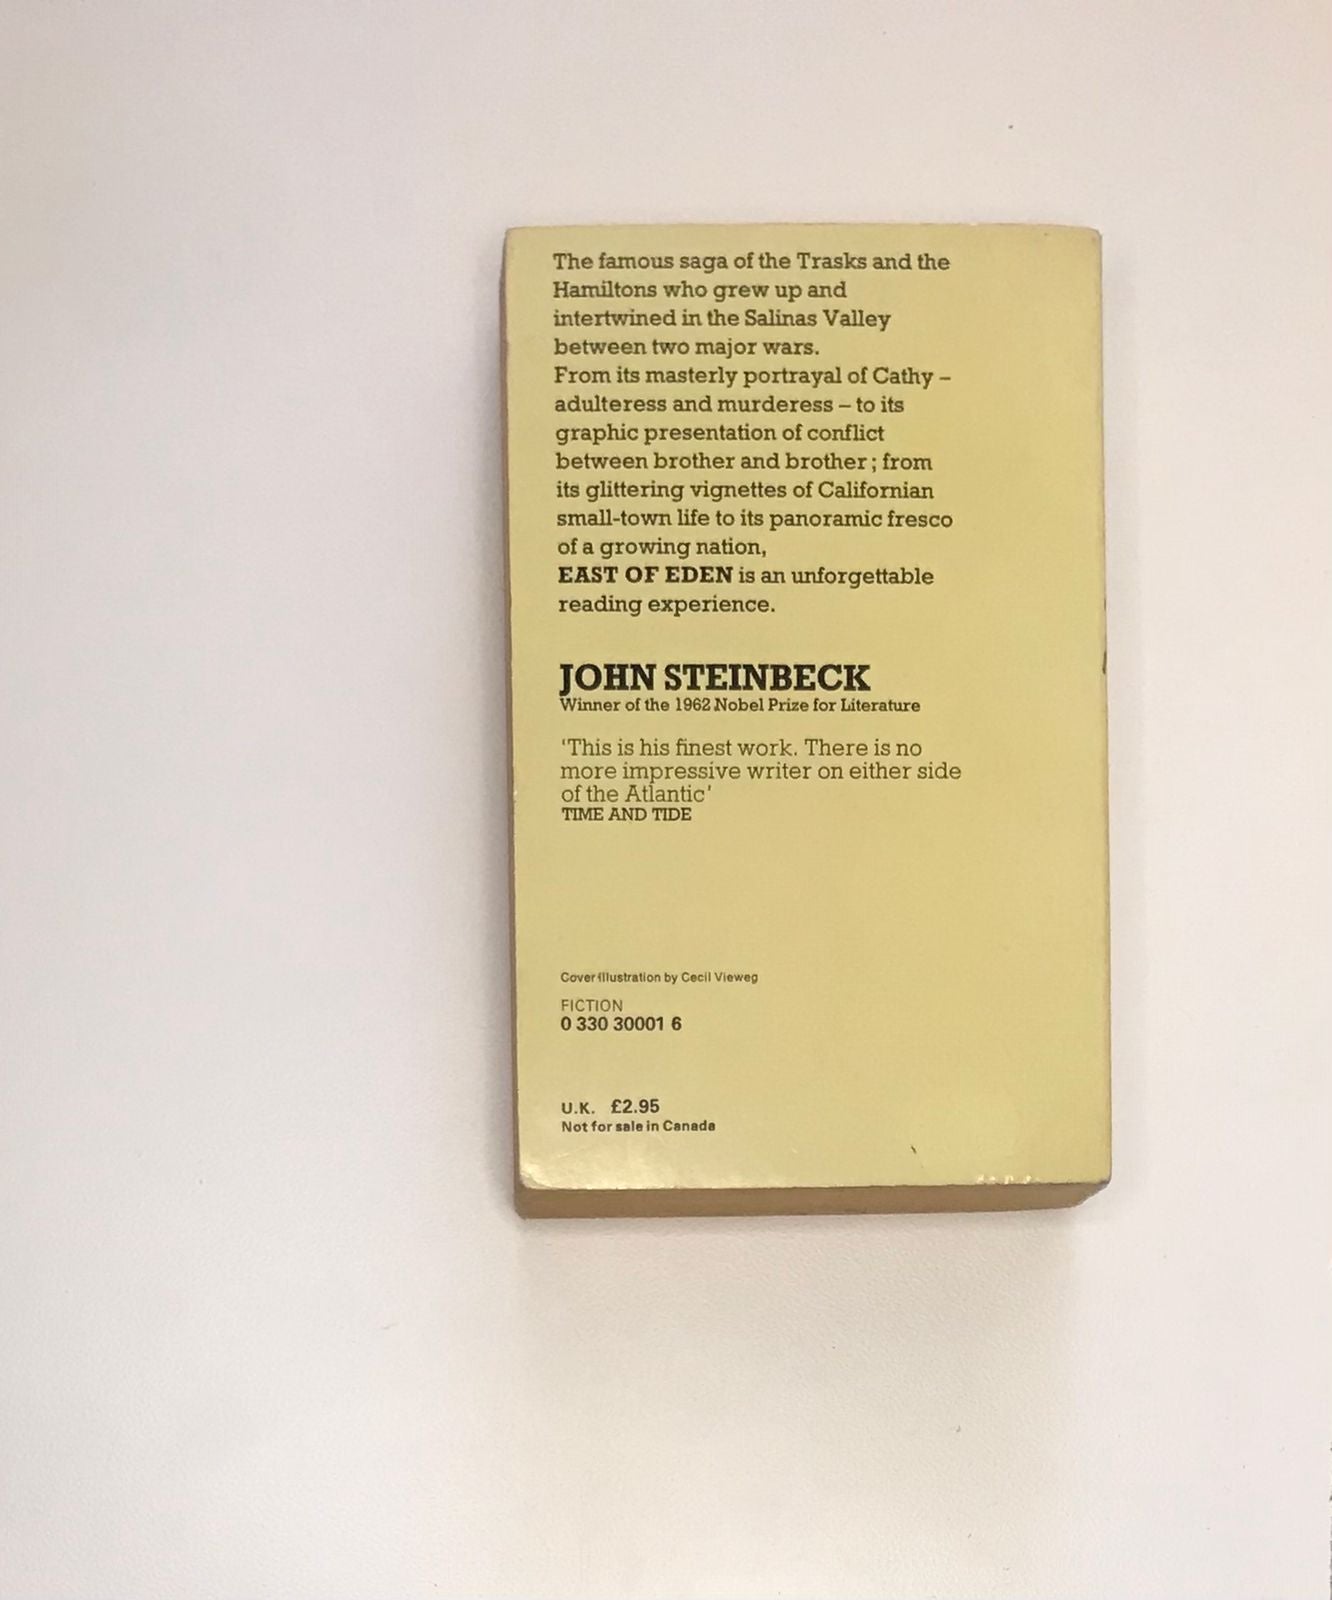 The famous saga of the Trasks and the
Hamiltons who grew up and
intertwined in the Salinas Valley
between two major wars.
From its masterly portrayal of Cathy –
adulteress and murderess – to its
graphic presentation of conflict
between brother and brother; from
its glittering vignettes of Californian
small-town life to its panoramic fresco
of a growing nation,
EAST OF EDEN is an unforgettable
reading experience.
JOHN STEINBECK
Winner of the 1962 Nobel Prize for Literature
'This is his finest work. There is no
more impressive writer on either side
of the Atlantic'
TIME AND TIDE
Cover illustration by Cecil Vieweg
FICTION
0 330 30001 6
U.K. £2.95
Not for sale in Canada